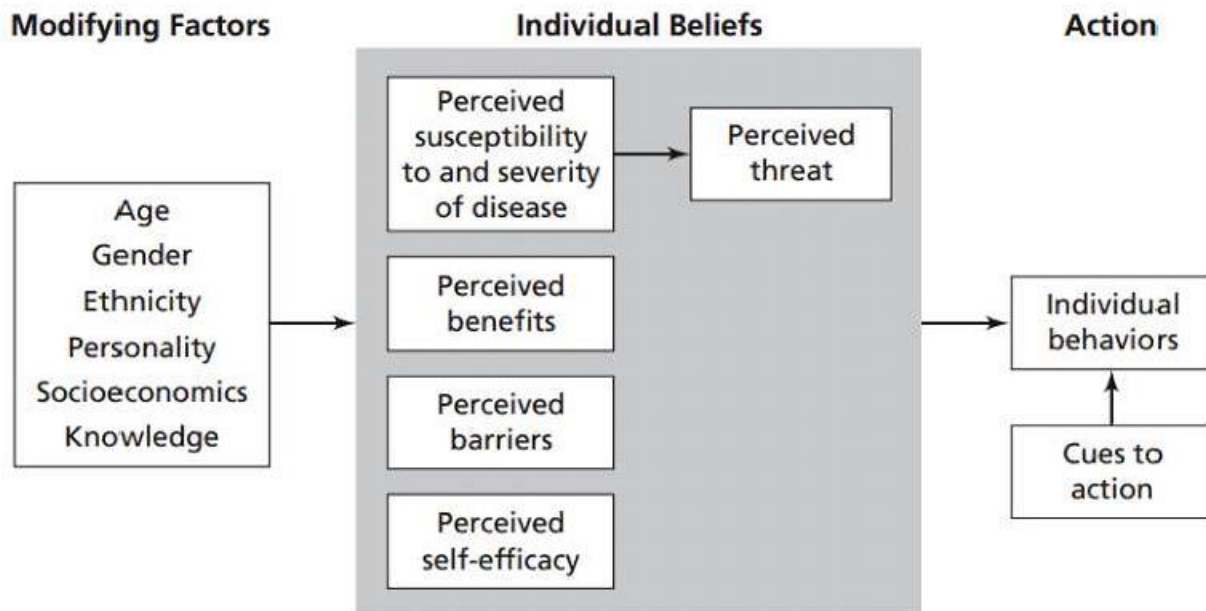 Modifying Factors
Individual Beliefs
Action
Age
Gender
Ethnicity
Personality
Socioeconomics
Knowledge
Perceived
susceptibility
to and severity
of disease
Perceived
threat
Perceived
benefits
Perceived
barriers
Perceived
self-efficacy
Individual
behaviors
Cues to
action